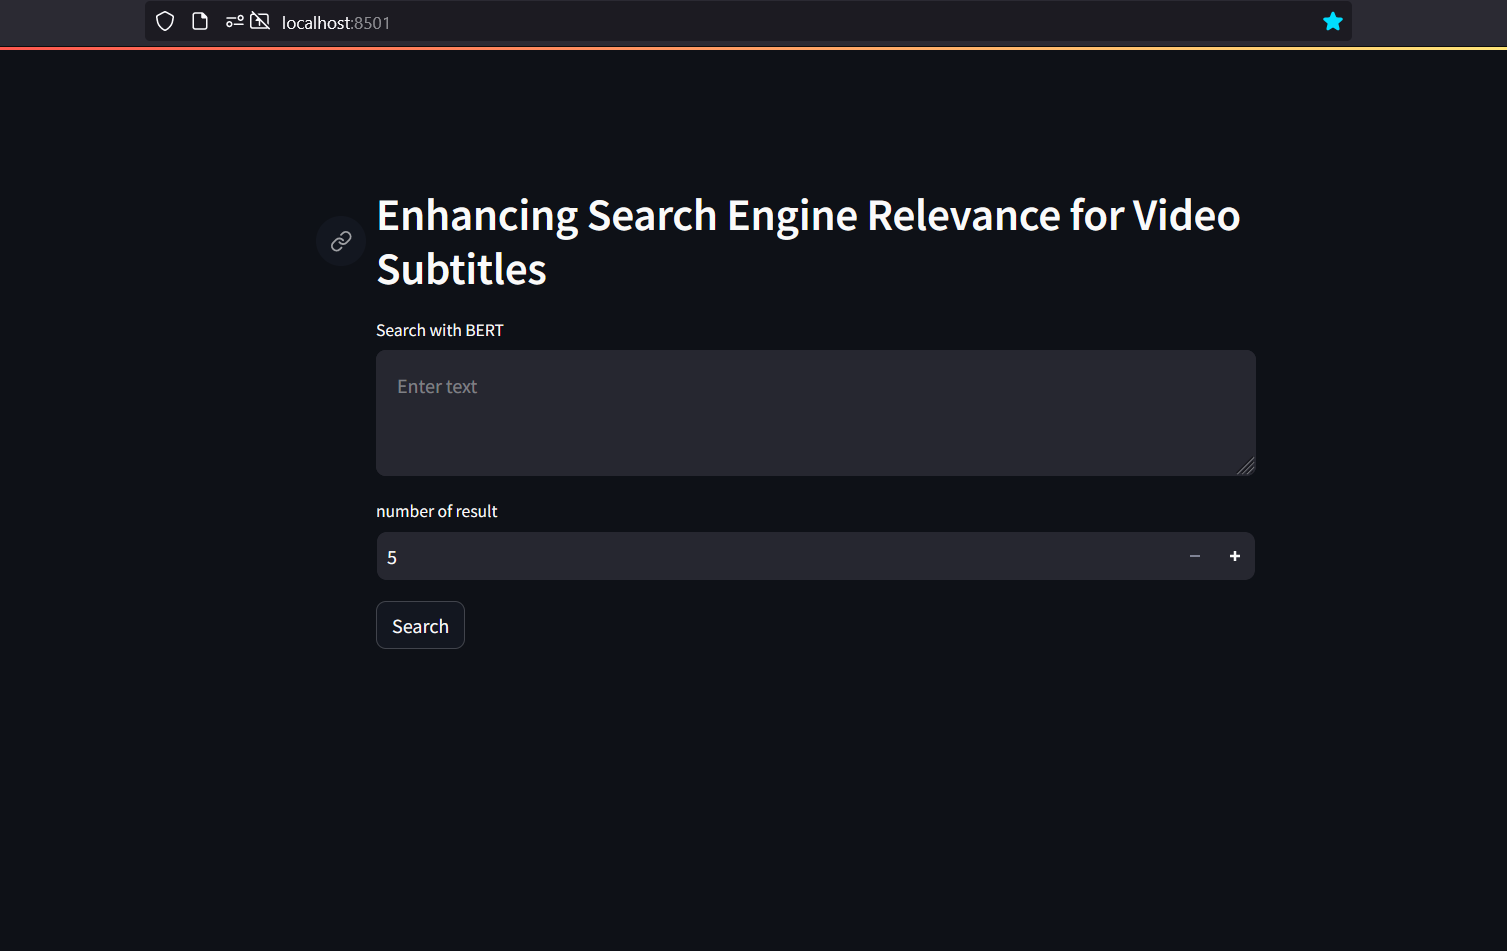 localhost:8501
Enhancing Search Engine Relevance for Video
Subtitles
Search with BERT
Enter text
number of result
5
Search